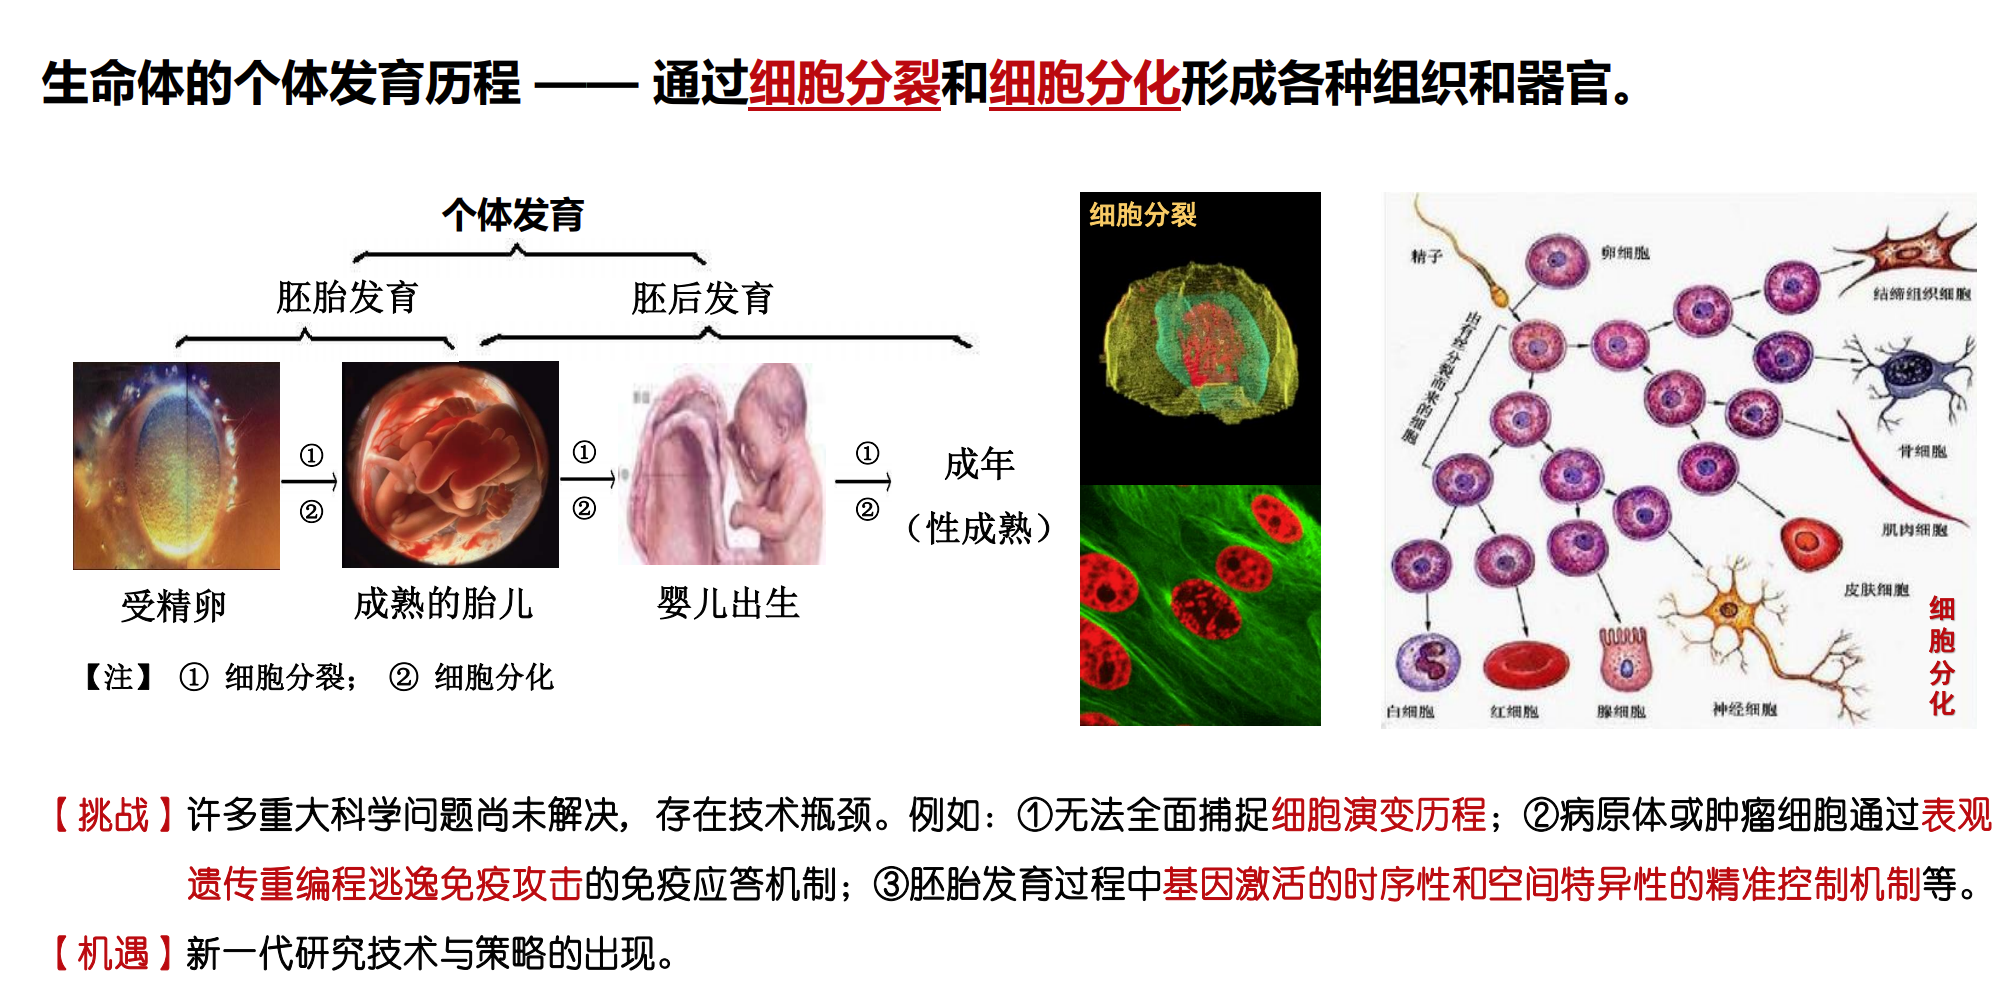 生命体的个体发育历程 —— 通过细胞分裂和细胞分化形成各种组织和器官。
个体发育
胚胎发育
胚后发育
①
②
①
②
①
②
成年
（性成熟）
受精卵
成熟的胎儿
婴儿出生
【注】 ① 细胞分裂； ② 细胞分化
细胞分裂
精子
卵细胞
由有丝分裂而来的细胞
结缔组织细胞
骨细胞
肌肉细胞
皮肤细胞
白细胞
红细胞
腺细胞
神经细胞
细胞分化
【挑战】许多重大科学问题尚未解决，存在技术瓶颈。例如：①无法全面捕捉细胞演变历程；②病原体或肿瘤细胞通过表观
遗传重编程逃逸免疫攻击的免疫应答机制；③胚胎发育过程中基因激活的时序性和空间特异性的精准控制机制等。
【机遇】新一代研究技术与策略的出现。